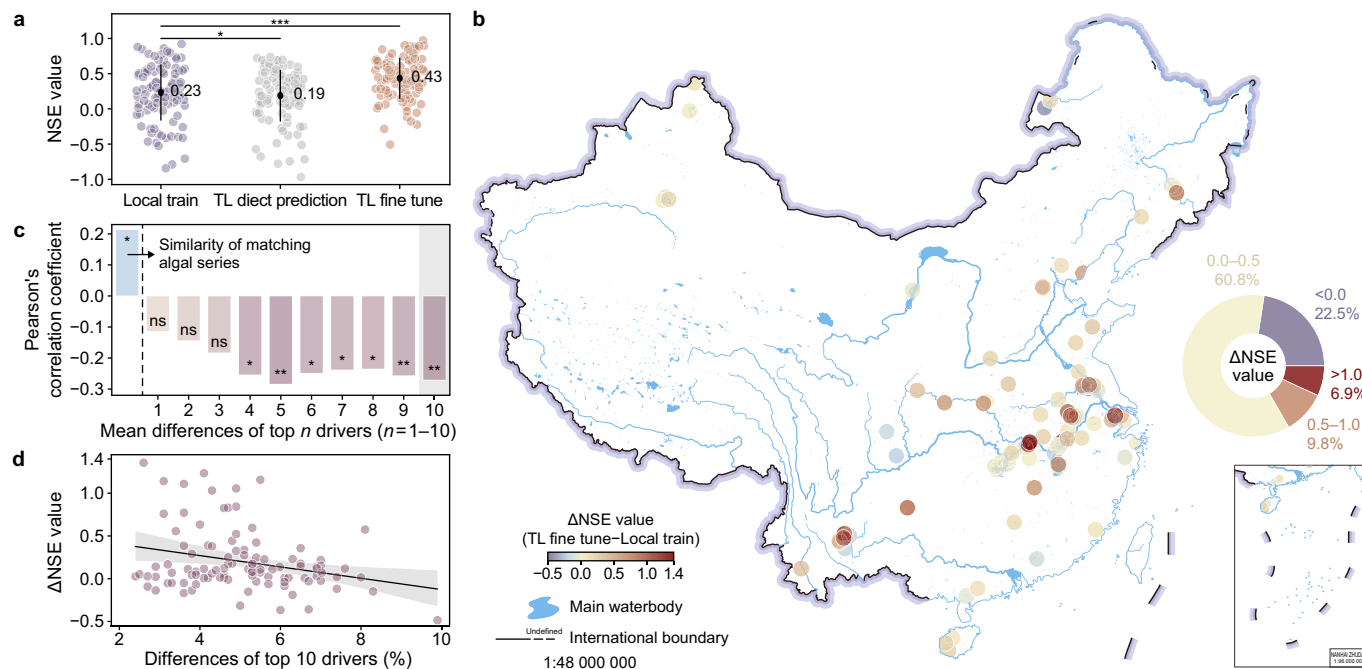 a
***
*
1.0
0.5
0.0
−0.5
−1.0
NSE value
0.23
0.19
0.43
Local train
TL diect prediction
TL fine tune
c
0.2
0.1
0.0
−0.1
−0.2
−0.3
Pearson's
correlation coefficient
*
Similarity of matching
algal series
ns
ns
ns
*
**
*
*
*
**
**
1 2 3 4 5 6 7 8 9 10
Mean differences of top n drivers (n=1–10)
d
1.4
1.0
0.5
0.0
−0.5
ΔNSE value
2 4 6 8 10
Differences of top 10 drivers (%)
b
0.0–0.5
60.8%
<0.0
22.5%
ΔNSE
value
>1.0
6.9%
0.5–1.0
9.8%
ΔNSE value
(TL fine tune−Local train)
−0.5 0.0 0.5 1.0 1.4
Main waterbody
Undefined
International boundary
1:48 000 000